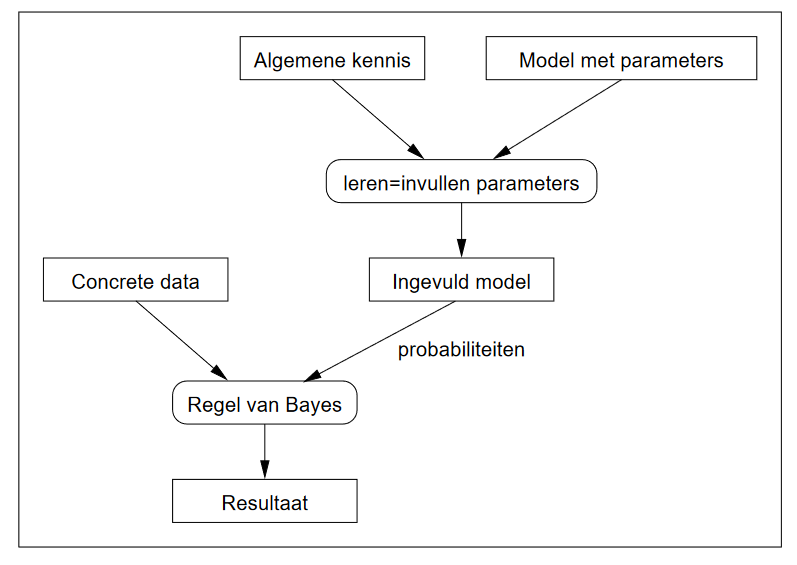 Algemene kennis
Model met parameters
leren=invullen parameters
Concrete data
Ingevuld model
probabiliteiten
Regel van Bayes
Resultaat